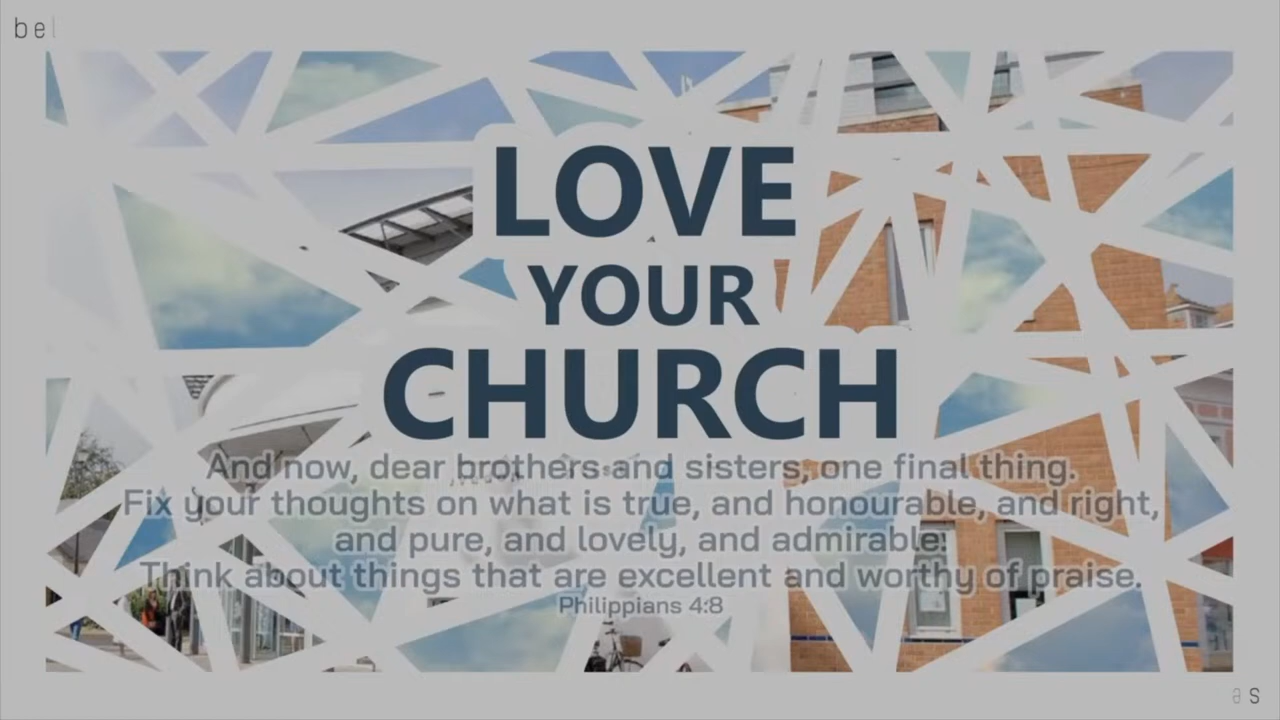 bel
LOVE
YOUR
CHURCH
And now, dear brothers and sisters, one final thing.
Fix your thoughts on what is true, and honourable, and right,
and pure, and lovely, and admirable.
Think about things that are excellent and worthy of praise.
Philippians 4:8
as